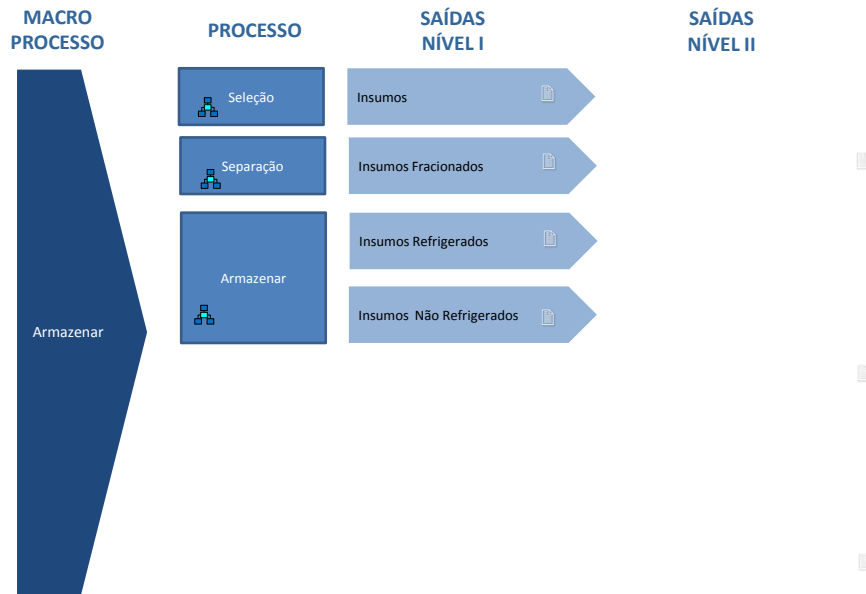 MACRO
PROCESSO
PROCESSO
SAÍDAS
NÍVEL I
SAÍDAS
NÍVEL II
Seleção
Insumos
Separação
Insumos Fracionados
Armazenar
Insumos Refrigerados
Insumos Não Refrigerados
Armazenar